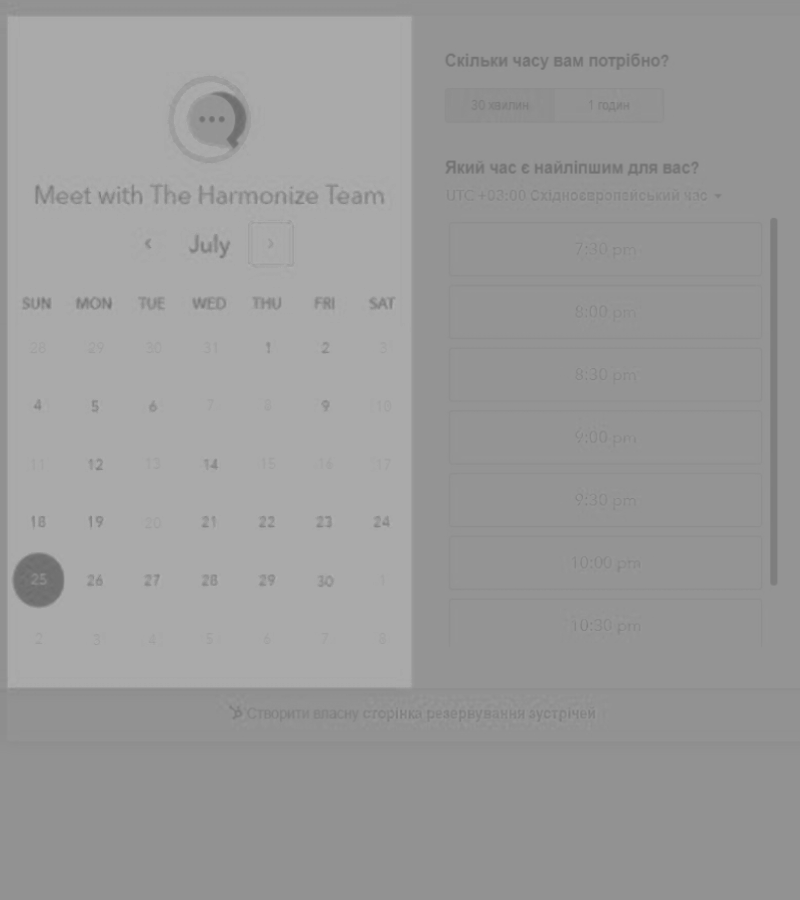 Meet with The Harmonize Team
July
SUN MON TUE WED THU FRI SAT
28 29 30 31 1 2 3
4 5 6 7 8 9 10
11 12 13 14 15 16 17
18 19 20 21 22 23 24
25 26 27 28 29 30 1
2 3 4 5 6 7 8
Скільки часу вам потрібно?
30 хвилин 1 годин
Який час є найліпшим для вас?
UTC +03:00 Східноєвропейський час
7:30 pm
8:00 pm
8:30 pm
9:00 pm
9:30 pm
10:00 pm
10:30 pm
Створити власну сторінка резервування зустрічей